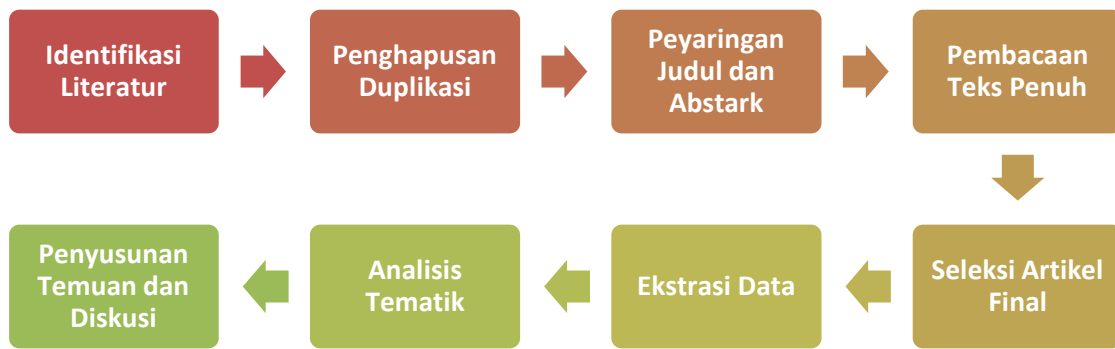 Identifikasi
Literatur
Penghapusan
Duplikasi
Peyaringan
Judul dan
Abstark
Pembacaan
Teks Penuh
Seleksi Artikel
Final
Ekstrasi Data
Analisis
Tematik
Penyusunan
Temuan dan
Diskusi